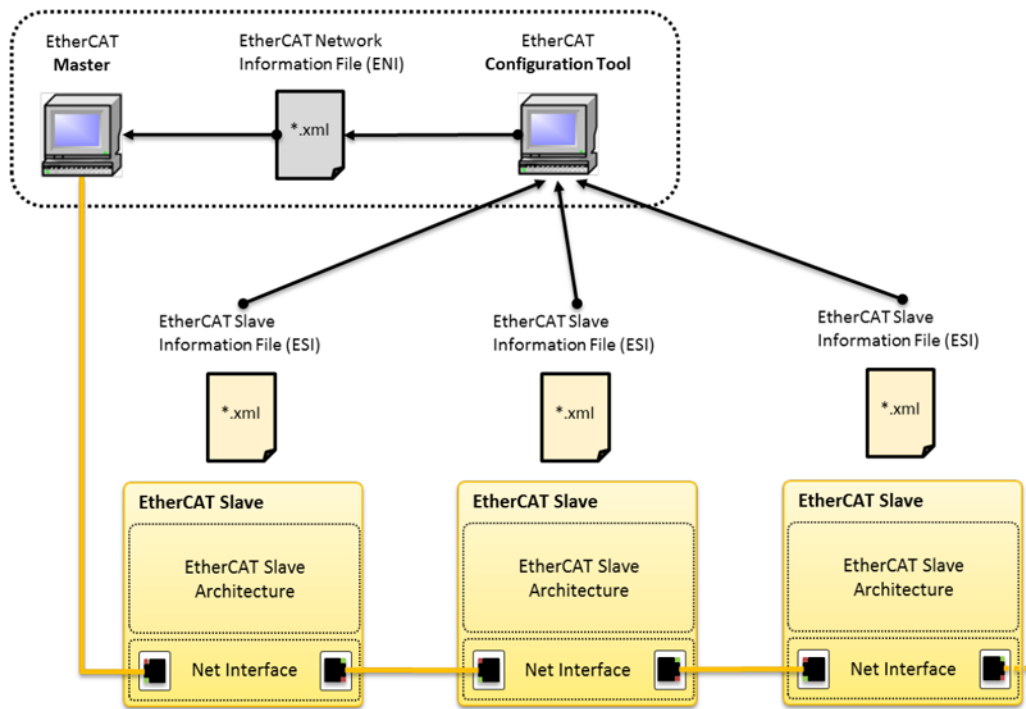 EtherCAT
Master
EtherCAT Network
Information File (ENI)
EtherCAT
Configuration Tool
*.xml
EtherCAT Slave
Information File (ESI)
EtherCAT Slave
Information File (ESI)
EtherCAT Slave
Information File (ESI)
*.xml
*.xml
*.xml
EtherCAT Slave
EtherCAT Slave
Architecture
Net Interface
EtherCAT Slave
EtherCAT Slave
Architecture
Net Interface
EtherCAT Slave
EtherCAT Slave
Architecture
Net Interface